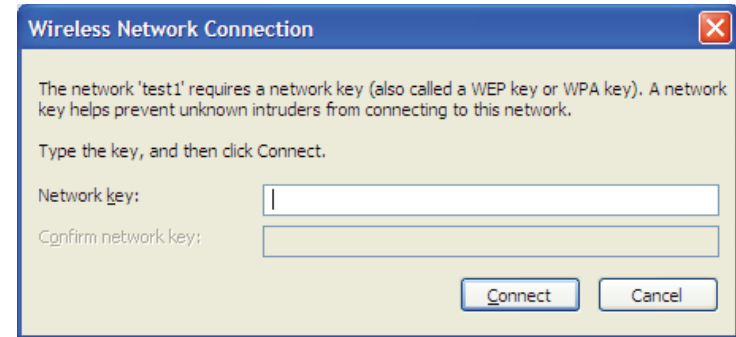 Wireless Network Connection
The network 'test1' requires a network key (also called a WEP key or WPA key). A network
key helps prevent unknown intruders from connecting to this network.
Type the key, and then click Connect.
Network key:
Confirm network key:
Connect Cancel